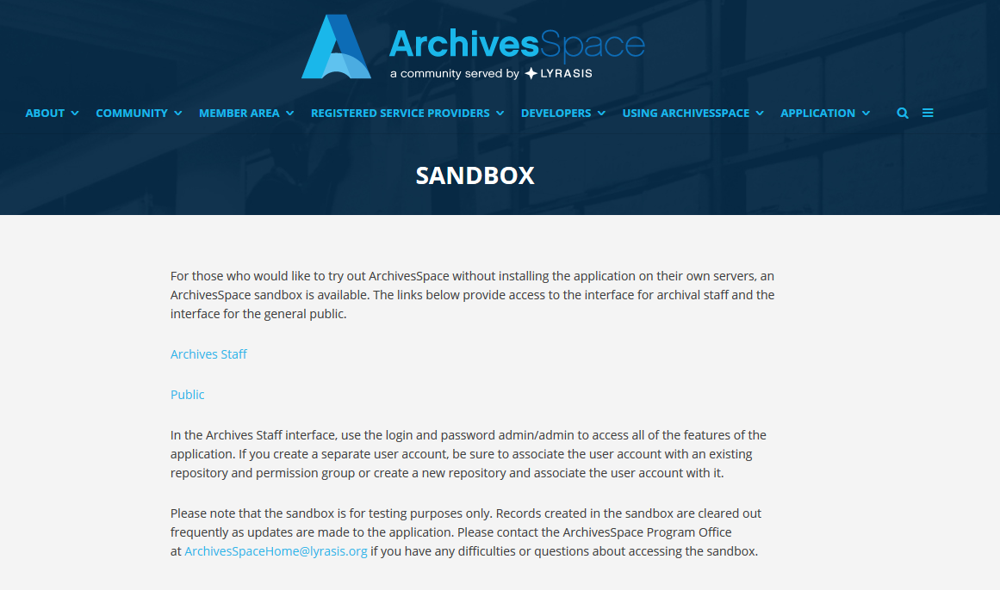 ArchivesSpace
a community served by LYRASIS
ABOUT COMMUNITY MEMBER AREA REGISTERED SERVICE PROVIDERS DEVELOPERS USING ARCHIVESSPACE APPLICATION
SANDBOX
For those who would like to try out ArchivesSpace without installing the application on their own servers, an
ArchivesSpace sandbox is available. The links below provide access to the interface for archival staff and the
interface for the general public.
Archives Staff
Public
In the Archives Staff interface, use the login and password admin/admin to access all of the features of the
application. If you create a separate user account, be sure to associate the user account with an existing
repository and permission group or create a new repository and associate the user account with it.
Please note that the sandbox is for testing purposes only. Records created in the sandbox are cleared out
frequently as updates are made to the application. Please contact the ArchivesSpace Program Office
at ArchivesSpaceHome@lyrasis.org if you have any difficulties or questions about accessing the sandbox.